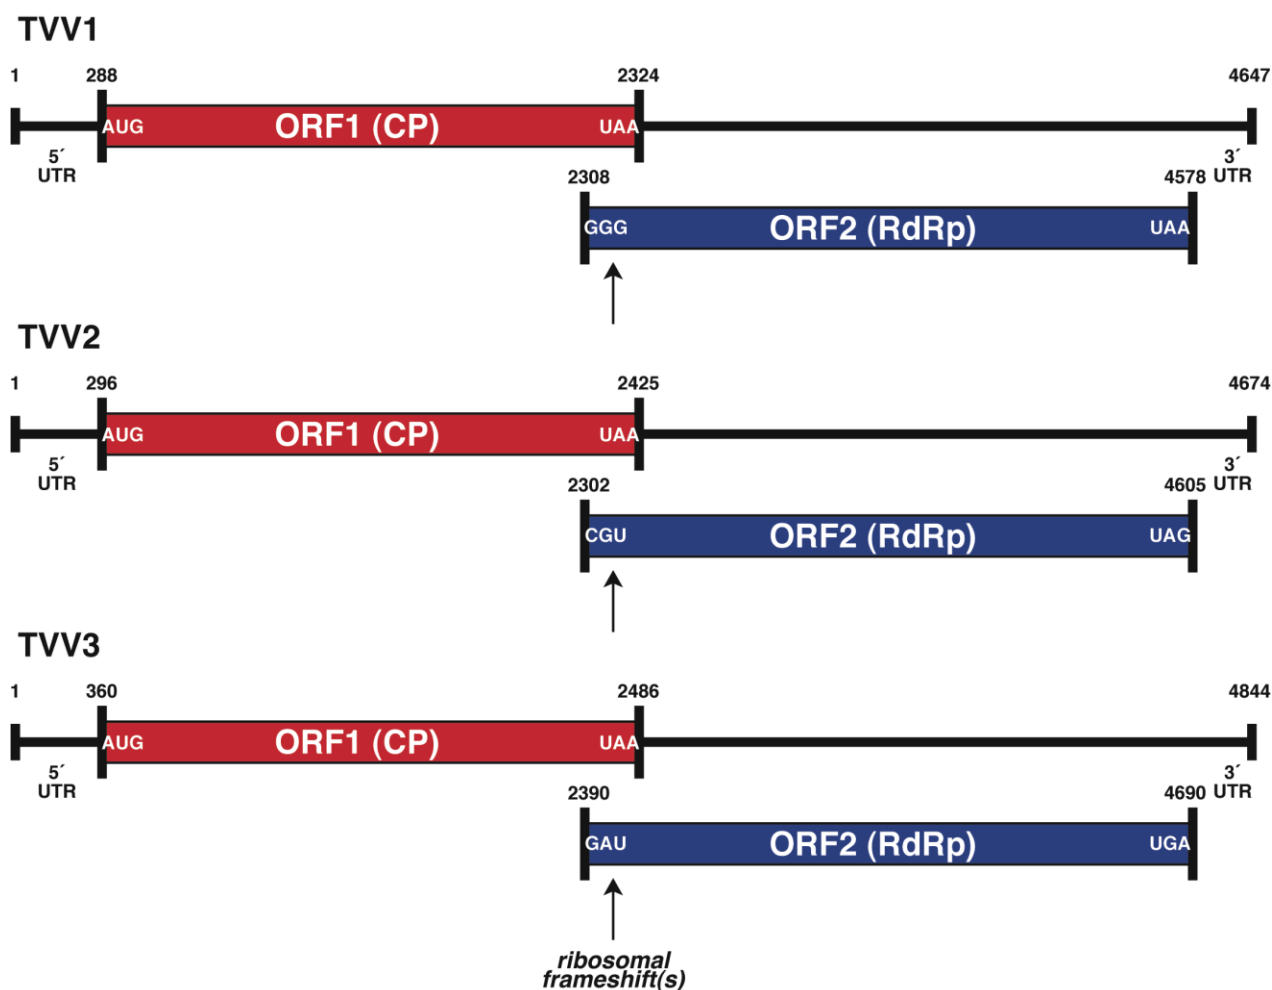 TVV1
1 288 2324 4647
AUG ORF1 (CP) UAA
5´ UTR 3´ UTR
2308 4578
GGG ORF2 (RdRp) UAA
TVV2
1 296 2425 4674
AUG ORF1 (CP) UAA
5´ UTR 3´ UTR
2302 4605
CGU ORF2 (RdRp) UAG
TVV3
1 360 2486 4844
AUG ORF1 (CP) UAA
5´ UTR 3´ UTR
2390 4690
GAU ORF2 (RdRp) UGA
ribosomal
frameshift(s)